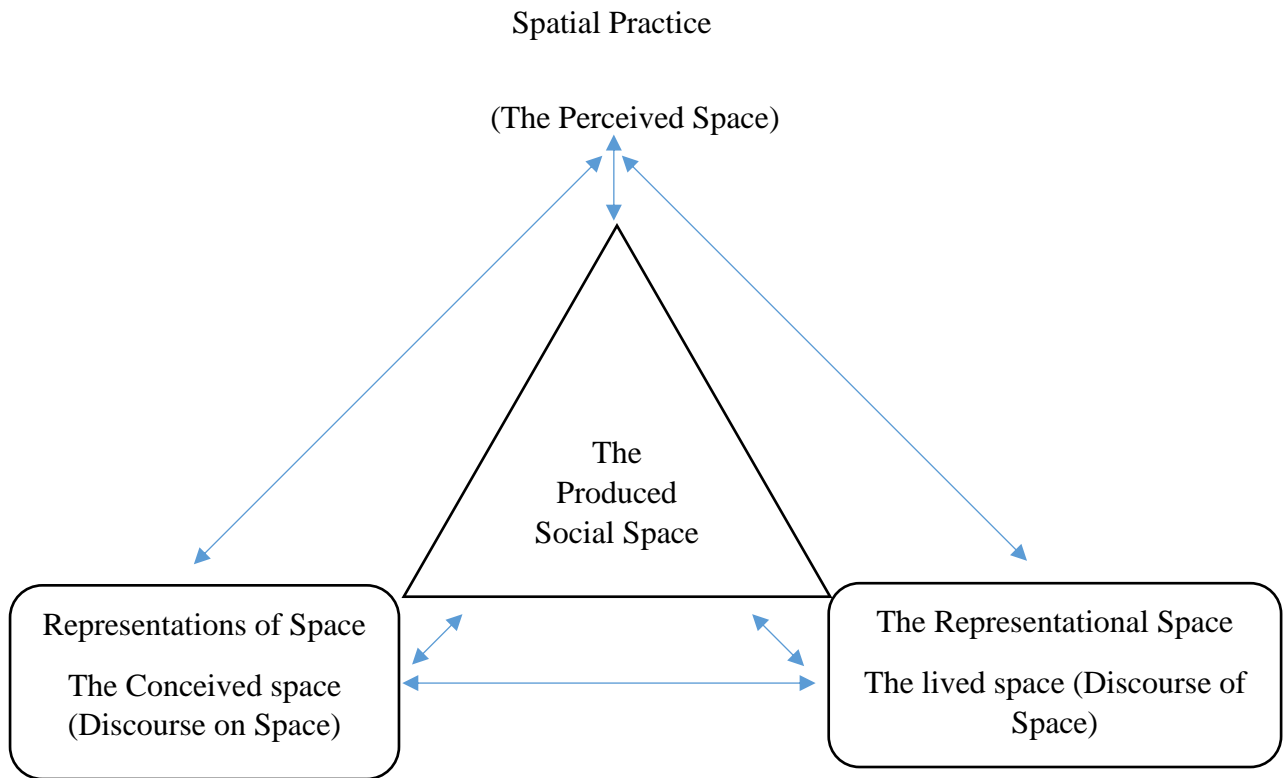 Spatial Practice
(The Perceived Space)
The
Produced
Social Space
Representations of Space
The Conceived space
(Discourse on Space)
The Representational Space
The lived space (Discourse of
Space)